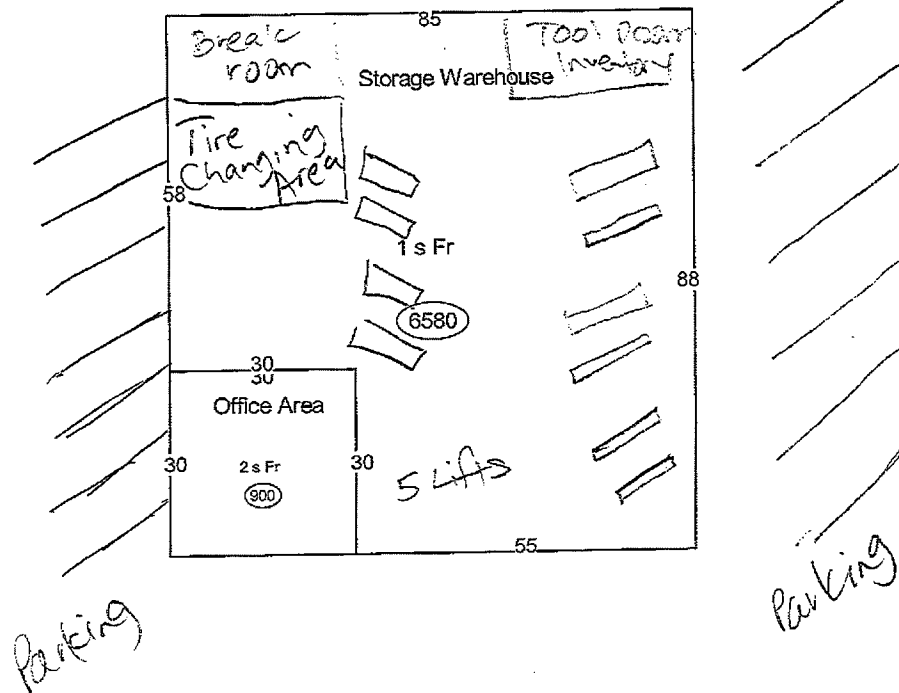 85
Break
room
Tool Room
Inventory
Storage Warehouse
Tire
Changing
Area
58
1 s Fr
88
6580
30
30
Office Area
30
2 s Fr
30
900
5 Lifts
55
Parking
Parking